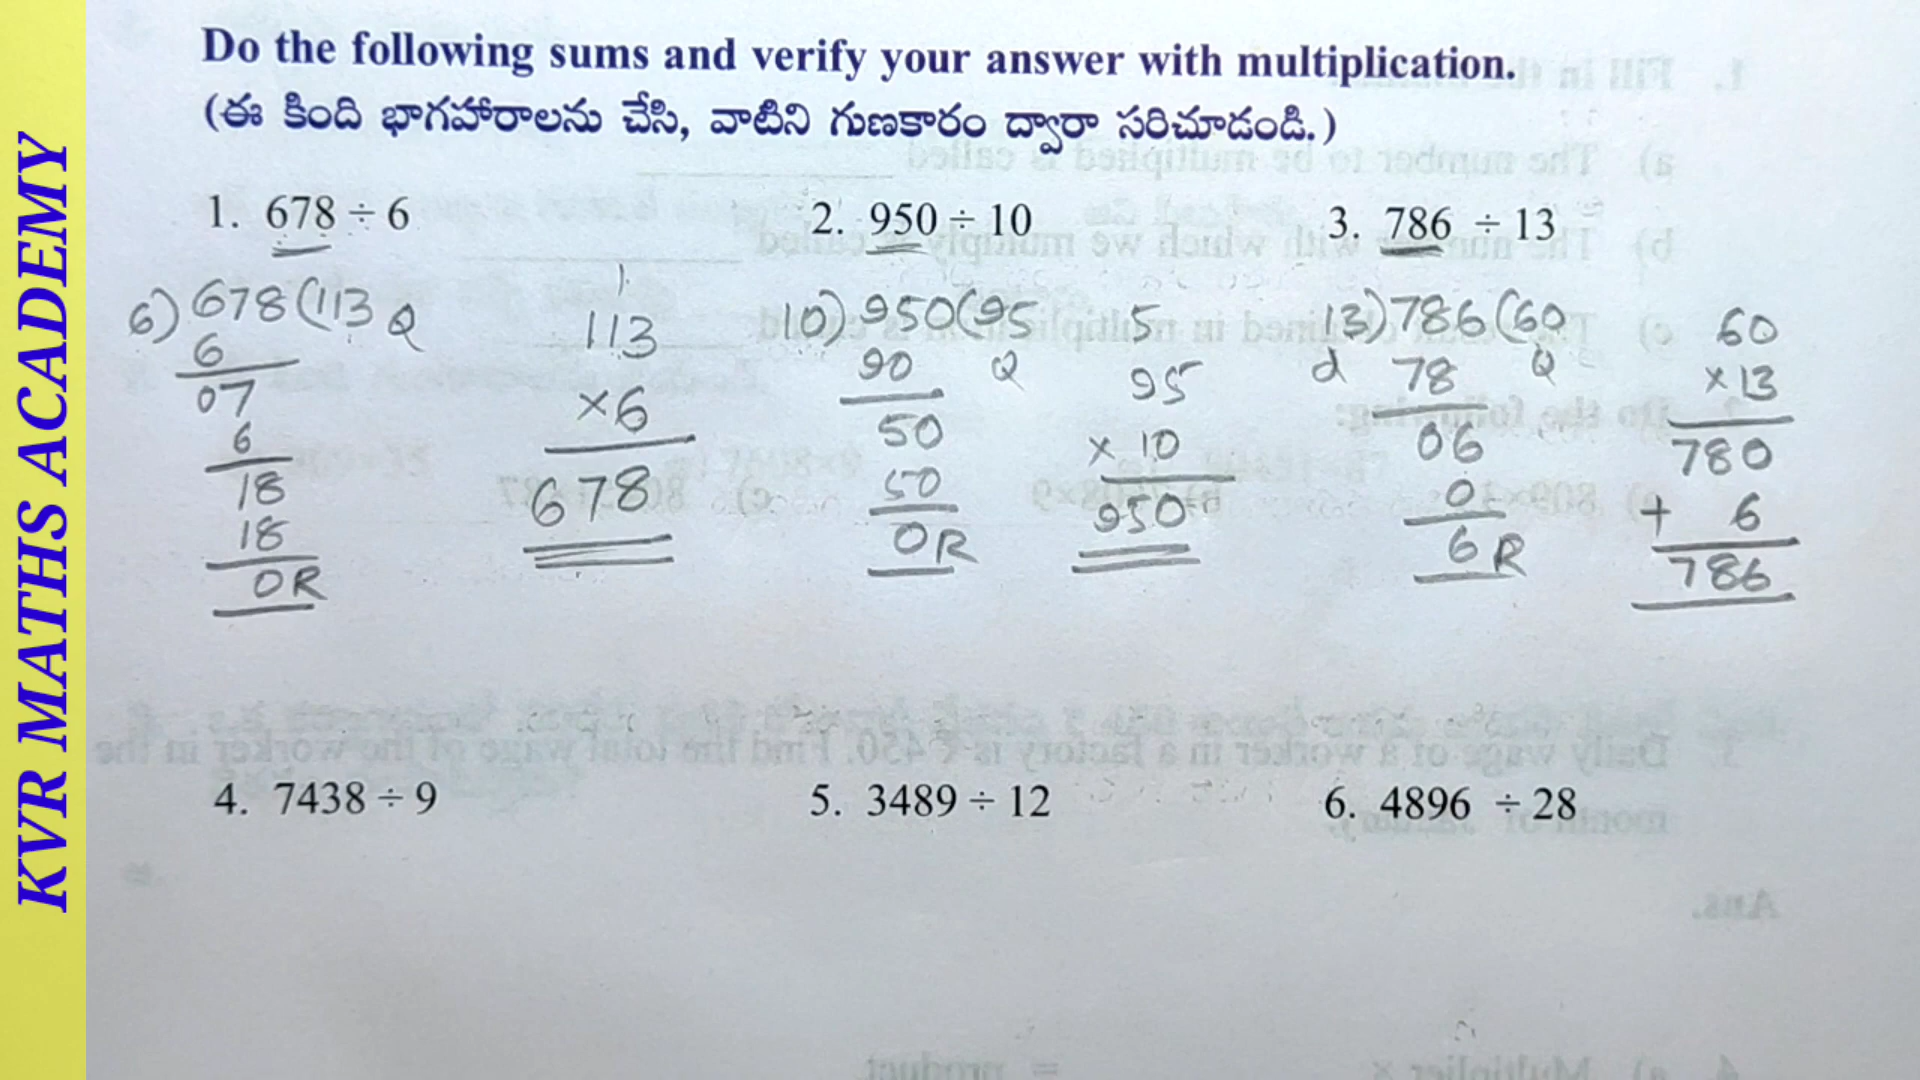 KVR MATHS ACADEMY
Do the following sums and verify your answer with multiplication.
(ఈ కింది భాగహారాలను చేసి, వాటిని గుణకారం ద్వారా సరిచూడండి.)
1. 678 ÷ 6
6)678(113 Q
6
07
6
18
18
0R
1
113
×6
678
2. 950 ÷ 10
10)950(95
90 Q
50
50
0R
5
95
× 10
950
3. 786 ÷ 13
13)786(60
d 78 Q
06
0
6 R
60
×13
780
+ 6
786
4. 7438 ÷ 9
5. 3489 ÷ 12
6. 4896 ÷ 28